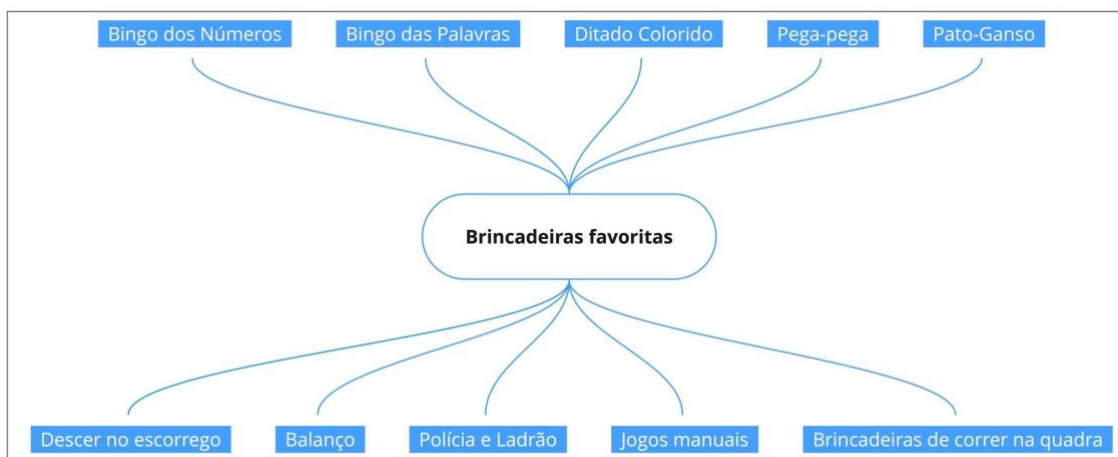 Bingo dos Números
Bingo das Palavras
Ditado Colorido
Pega-pega
Pato-Ganso
Brincadeiras favoritas
Descer no escorrego
Balanço
Polícia e Ladrão
Jogos manuais
Brincadeiras de correr na quadra